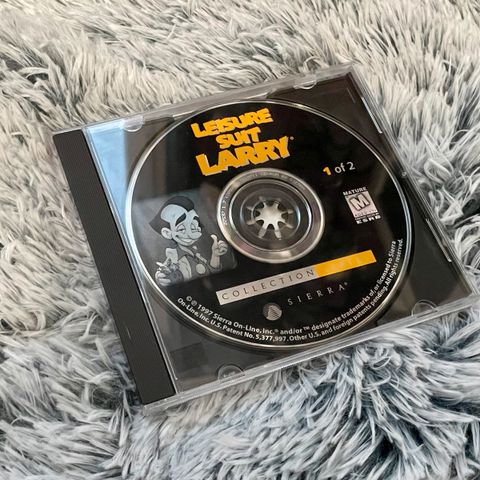 LEISURE
SUIT
LARRY®
1 of 2
MATURE
M
ESRB
COLLECTION
SIERRA®
© ® 1997 Sierra On-Line, Inc.® and/or ™ designate trademarks of, or licensed to Sierra
On-Line, Inc. U.S. Patent No. 5,377,997. Other U.S. and foreign patents pending. All rights reserved.